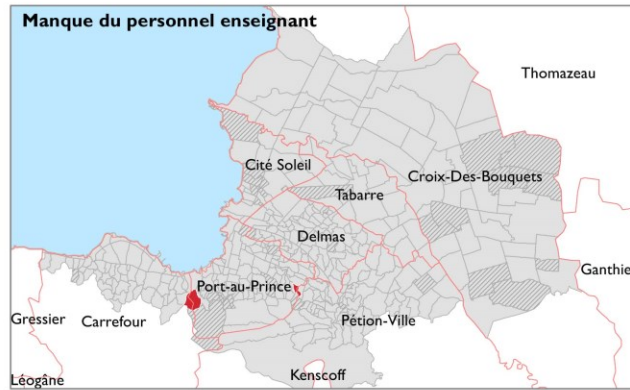 Manque du personnel enseignant
Thomazeau
Cité Soleil
Croix-Des-Bouquets
Tabarre
Delmas
Ganthie
Port-au-Prince
Gressier
Carrefour
Pétion-Ville
Kenscoff
Léogâne